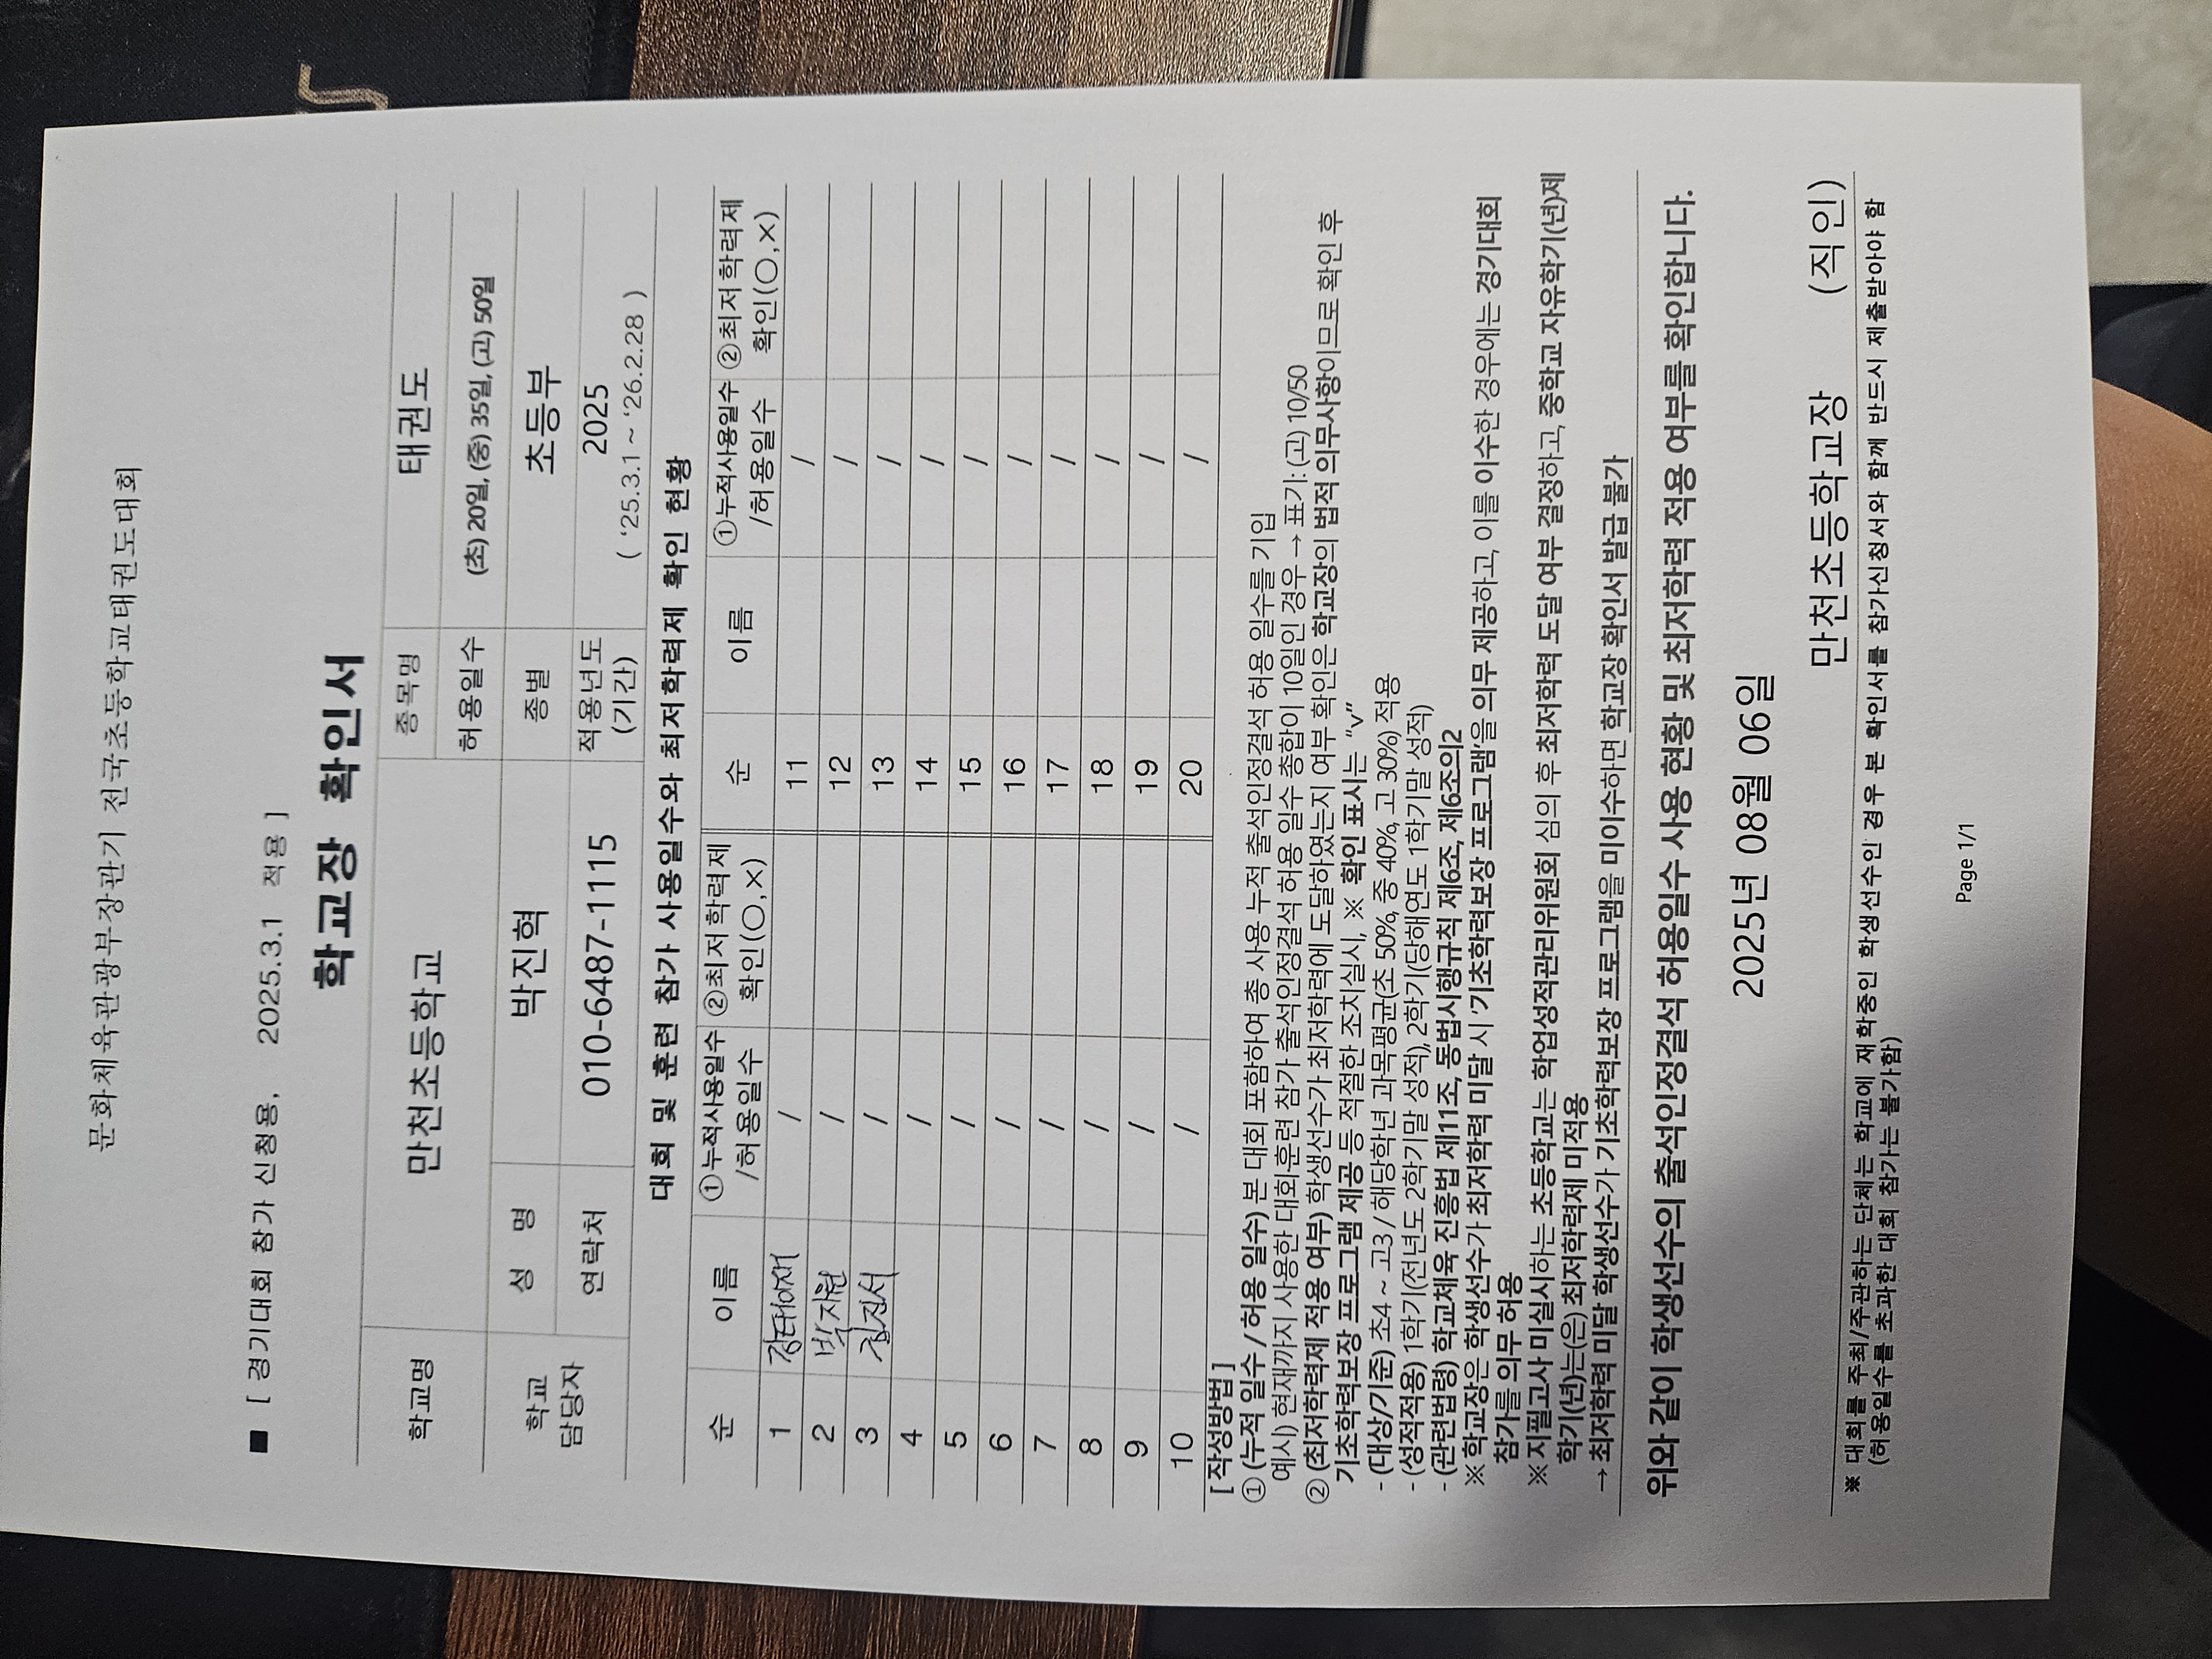 문화체육관광부장관기 전국초등학교태권도대회
■ [ 경기대회 참가 신청용, 2025.3.1 적용 ]
학교장 확인서
학교명 만천초등학교 종목명 태권도
허용일수 (초) 20일, (중) 35일, (고) 50일
학교 담당자 성 명 박진혁 종별 초등부
연락처 010-6487-1115 적용년도 (기간) 2025 ( '25.3.1 ~ '26.2.28 )
대회 및 훈련 참가 사용일수와 최저학력제 확인 현황
순 이름 ①누적사용일수 /허용일수 ②최저학력제 확인(○,×) 순 이름 ①누적사용일수 /허용일수 ②최저학력제 확인(○,×)
1 / 11 /
2 박지원 / 12 /
3 김진서 / 13 /
4 / 14 /
5 / 15 /
6 / 16 /
7 / 17 /
8 / 18 /
9 / 19 /
10 / 20 /
[ 작성방법 ]
① (누적 일수 / 허용 일수) 본 대회 포함하여 총 사용 누적 출석인정결석 허용 일수를 기입
예시) 현재까지 사용한 대회·훈련 참가 출석인정결석 허용 일수 총합이 10일인 경우 → 표기: (고) 10/50
② (최저학력제 적용 여부) 학생선수가 최저학력에 도달하였는지 여부 확인은 학교장의 법적 의무사항이므로 확인 후
기초학력보장 프로그램 제공 등 적절한 조치실시, ※ 확인 표시는 “v”
- (대상/기준) 초4 ~ 고3 / 해당학년 과목평균(초 50%, 중 40%, 고 30%) 적용
- (성적적용) 1학기(전년도 2학기말 성적), 2학기(당해연도 1학기말 성적)
- (관련법령) 학교체육 진흥법 제11조, 동법시행규칙 제6조, 제6조의2
※ 학교장은 학생선수가 최저학력 미달 시 '기초학력보장 프로그램'을 의무 제공하고, 이를 이수한 경우에는 경기대회
참가를 의무 허용
※ 지필고사 미실시하는 초등학교는 학업성적관리위원회 심의 후 최저학력 도달 여부 결정하고, 중학교 자유학기(년)제
학기(년)는(은) 최저학력제 미적용
→ 최저학력 미달 학생선수가 기초학력보장 프로그램을 미이수하면 학교장 확인서 발급 불가
위와 같이 학생선수의 출석인정결석 허용일수 사용 현황 및 최저학력 적용 여부를 확인합니다.
2025년 08월 06일
만천초등학교장 (직인)
※ 대회를 주최/주관하는 단체는 학교에 재학중인 학생선수인 경우 본 확인서를 참가신청서와 함께 반드시 제출받아야 함
(허용일수를 초과한 대회 참가는 불가함)
Page 1/1